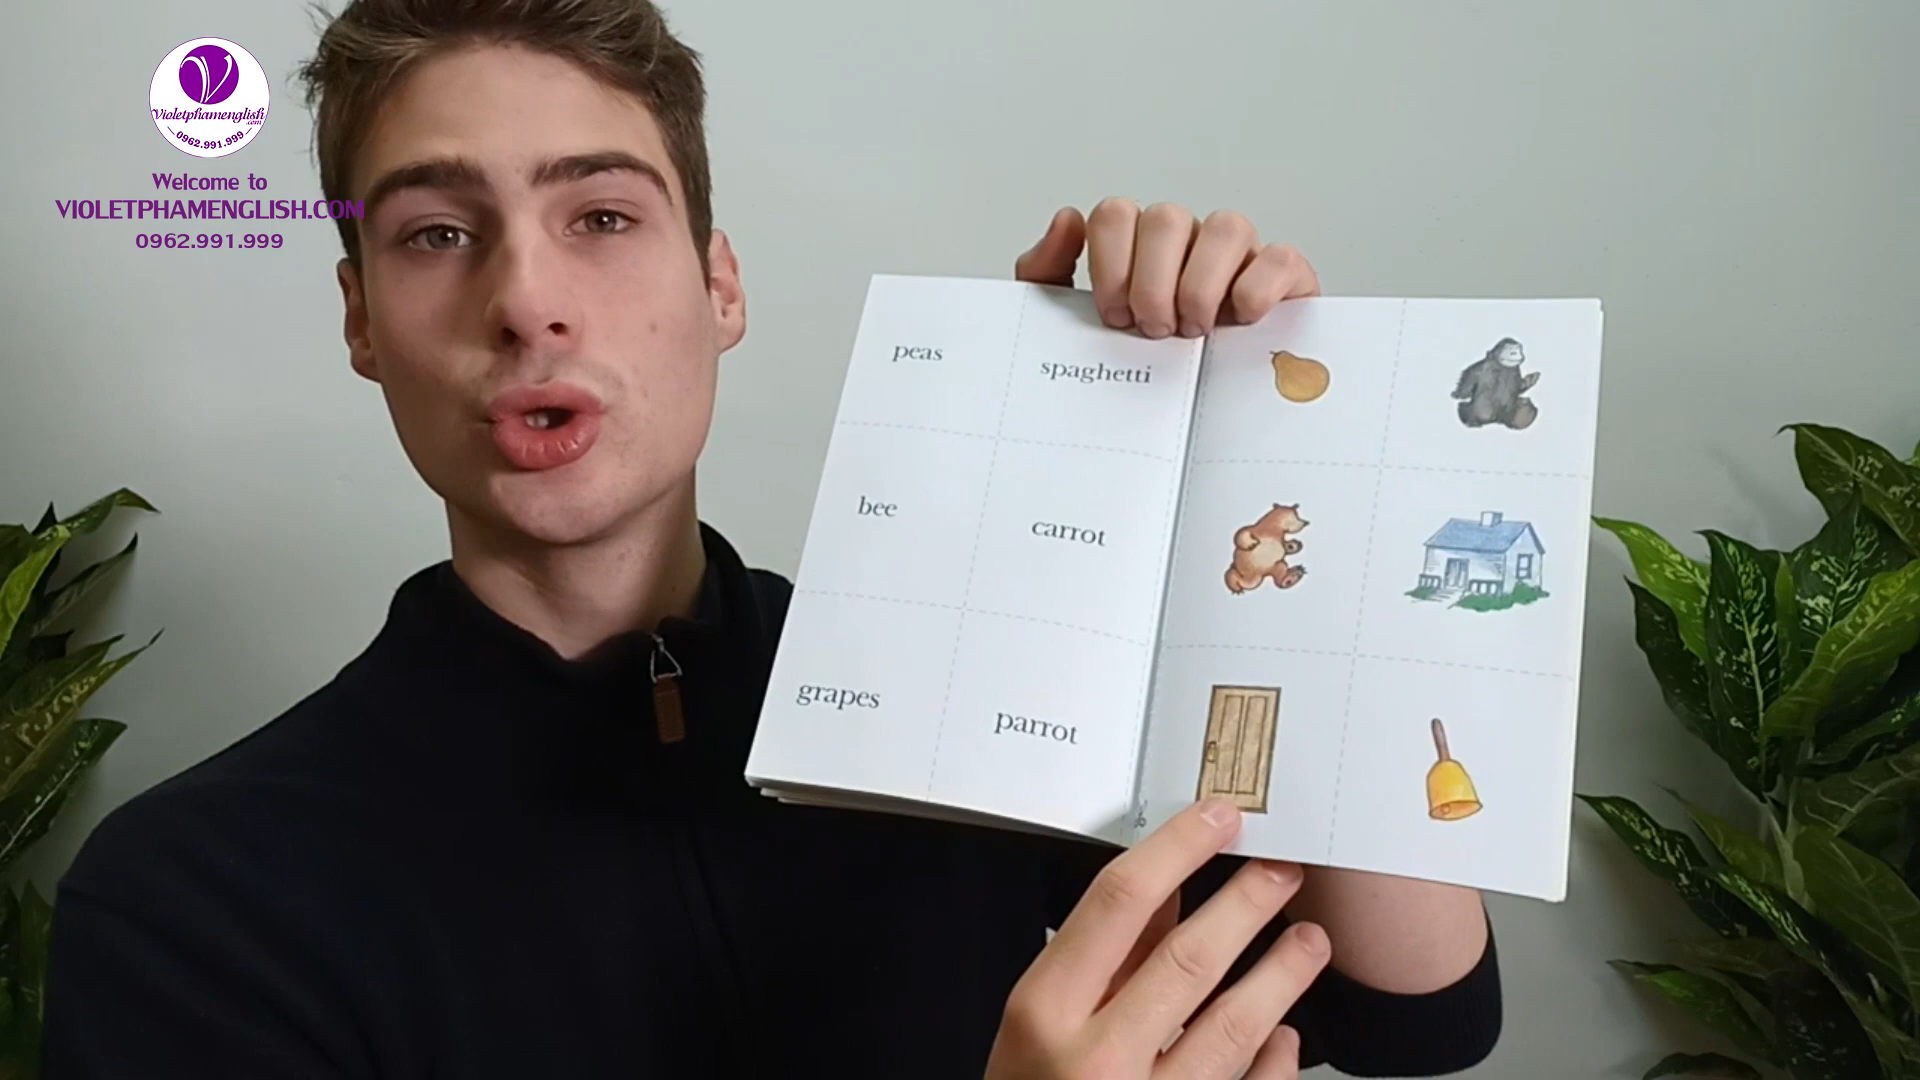 Violetphamenglish
.com
0962.991.999
Welcome to
VIOLETPHAMENGLISH.COM
0962.991.999
peas
spaghetti
bee
carrot
grapes
parrot